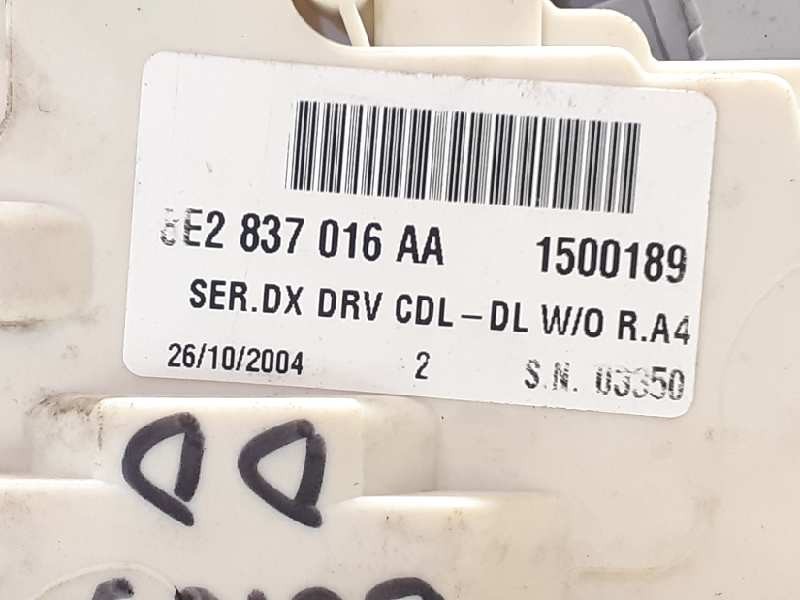 8E2 837 016 AA 1500189
SER.DX DRV CDL-DL W/O R.A4
26/10/2004 2 S.N. 03350
DD